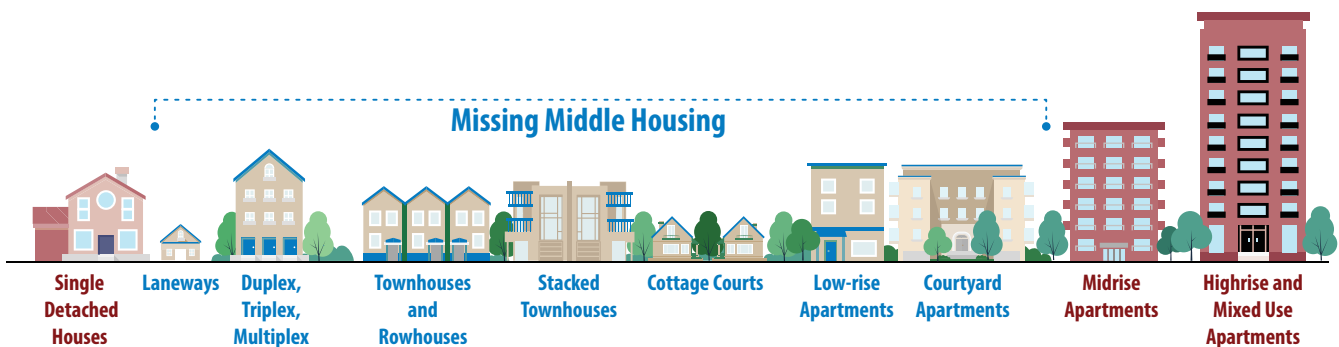 Missing Middle Housing
Single
Detached
Houses
Laneways
Duplex,
Triplex,
Multiplex
Townhouses
and
Rowhouses
Stacked
Townhouses
Cottage Courts
Low-rise
Apartments
Courtyard
Apartments
Midrise
Apartments
Highrise and
Mixed Use
Apartments